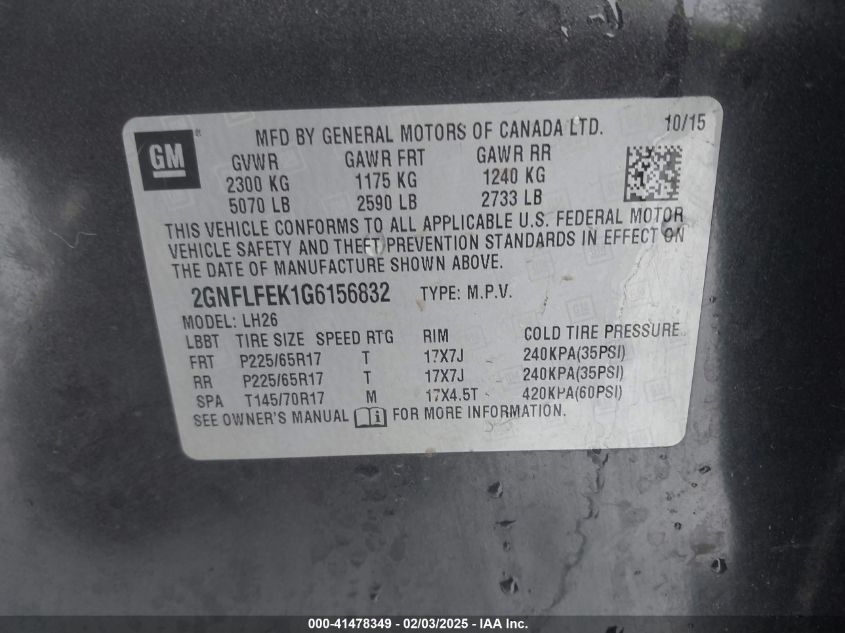 GM ® MFD BY GENERAL MOTORS OF CANADA LTD. 10/15
GVWR GAWR FRT GAWR RR
2300 KG 1175 KG 1240 KG
5070 LB 2590 LB 2733 LB
THIS VEHICLE CONFORMS TO ALL APPLICABLE U.S. FEDERAL MOTOR
VEHICLE SAFETY AND THEFT PREVENTION STANDARDS IN EFFECT ON
THE DATE OF MANUFACTURE SHOWN ABOVE.
2GNFLFEK1G6156832 TYPE: M.P.V.
MODEL: LH26
LBBT TIRE SIZE SPEED RTG RIM COLD TIRE PRESSURE
FRT P225/65R17 T 17X7J 240KPA(35PSI)
RR P225/65R17 T 17X7J 240KPA(35PSI)
SPA T145/70R17 M 17X4.5T 420KPA(60PSI)
SEE OWNER'S MANUAL FOR MORE INFORMATION.
000-41478349 - 02/03/2025 - IAA Inc.